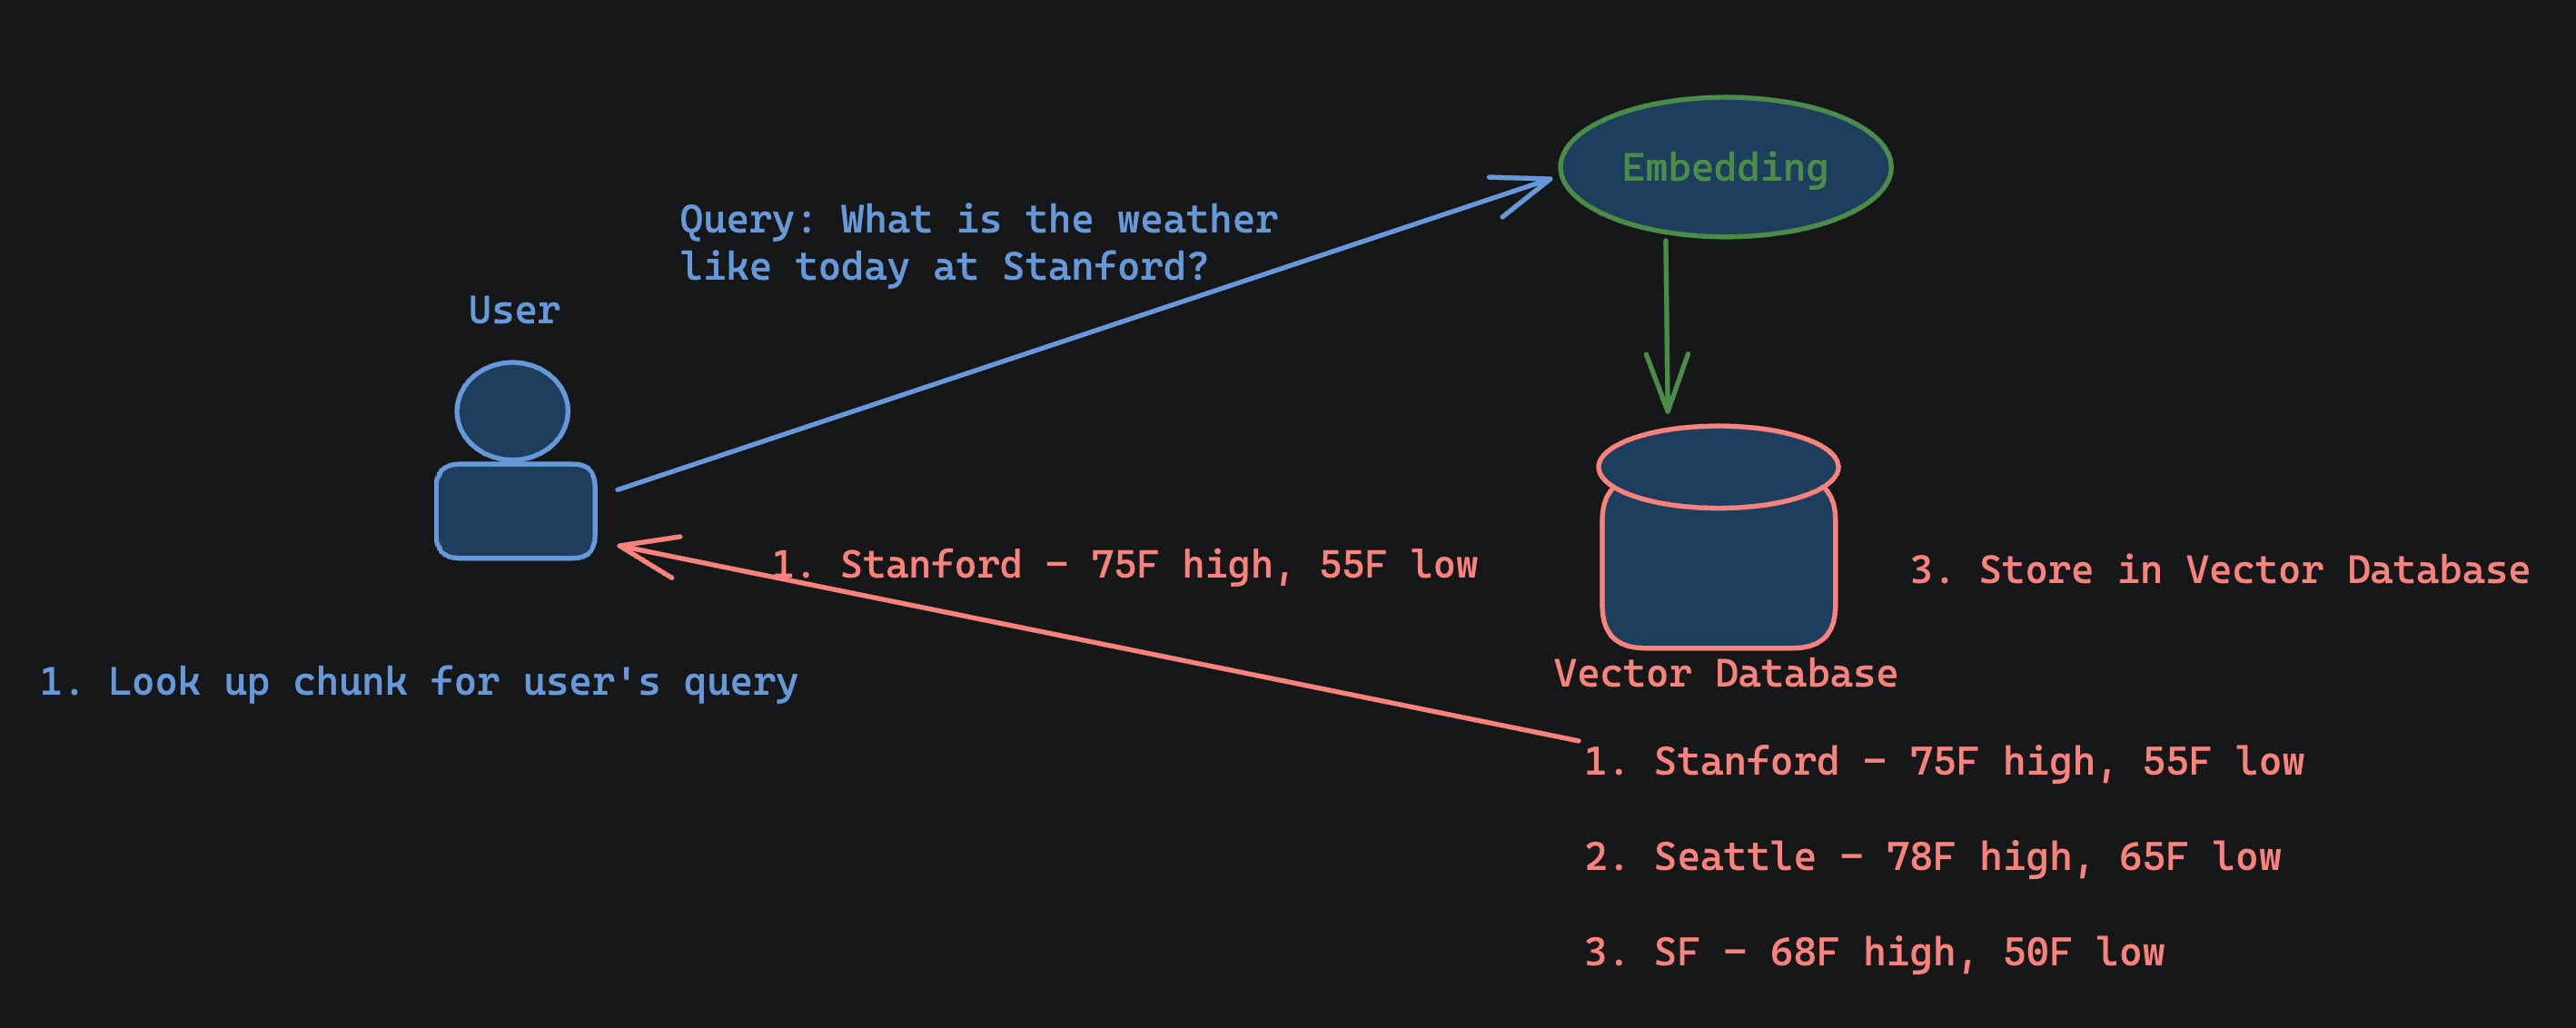 Embedding
Query: What is the weather
like today at Stanford?
User
1. Stanford - 75F high, 55F low
3. Store in Vector Database
1. Look up chunk for user's query
Vector Database
1. Stanford - 75F high, 55F low
2. Seattle - 78F high, 65F low
3. SF - 68F high, 50F low